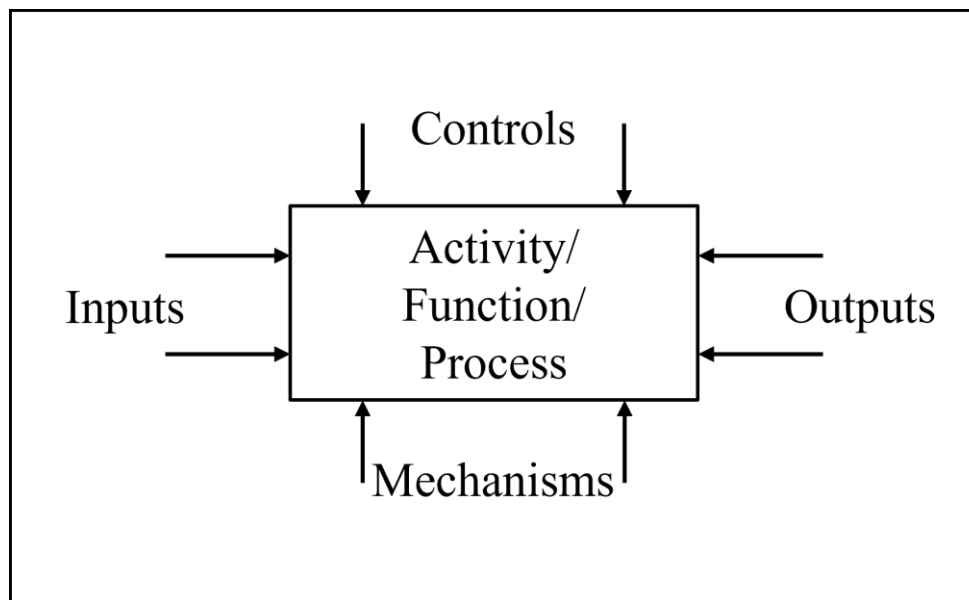 Controls
Activity/
Function/
Process
Inputs
Outputs
Mechanisms